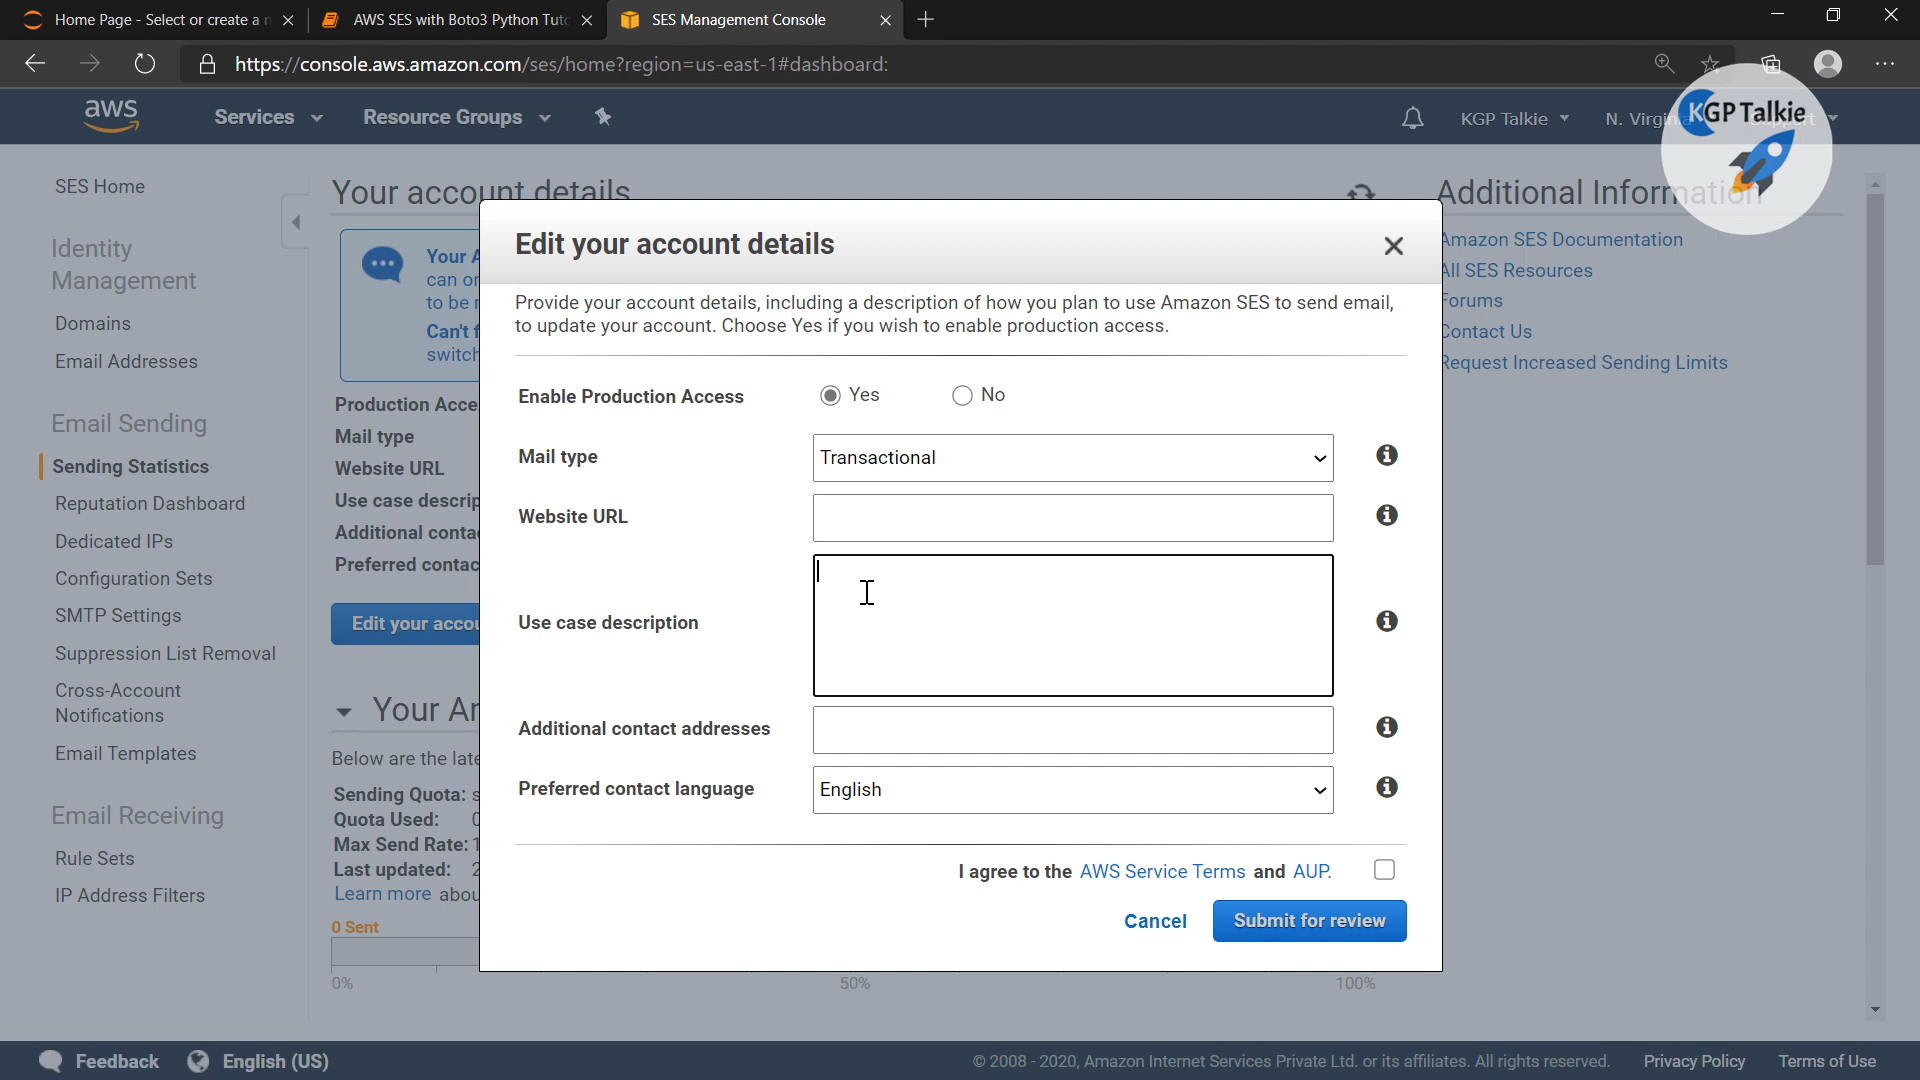 Home Page - Select or create a n
AWS SES with Boto3 Python Tuto
SES Management Console
https://console.aws.amazon.com/ses/home?region=us-east-1#dashboard:
aws
Services
Resource Groups
KGP Talkie
N. Virginia
Support
KGP Talkie
SES Home
Identity
Management
Domains
Email Addresses
Email Sending
Sending Statistics
Reputation Dashboard
Dedicated IPs
Configuration Sets
SMTP Settings
Suppression List Removal
Cross-Account
Notifications
Email Templates
Email Receiving
Rule Sets
IP Address Filters
Your account details
Your A
can or
to be r
Can't f
switch
Production Acce
Mail type
Website URL
Use case descrip
Additional conta
Preferred contac
Edit your accou
Your Am
Below are the late
Sending Quota: s
Quota Used: 0
Max Send Rate: 1
Last updated: 2
Learn more abou
0 Sent
0%
50%
100%
Edit your account details
Provide your account details, including a description of how you plan to use Amazon SES to send email,
to update your account. Choose Yes if you wish to enable production access.
Enable Production Access
Yes
No
Mail type
Transactional
Website URL
Use case description
Additional contact addresses
Preferred contact language
English
I agree to the AWS Service Terms and AUP.
Cancel
Submit for review
Additional Information
Amazon SES Documentation
All SES Resources
Forums
Contact Us
Request Increased Sending Limits
Feedback
English (US)
© 2008 - 2020, Amazon Internet Services Private Ltd. or its affiliates. All rights reserved.
Privacy Policy
Terms of Use